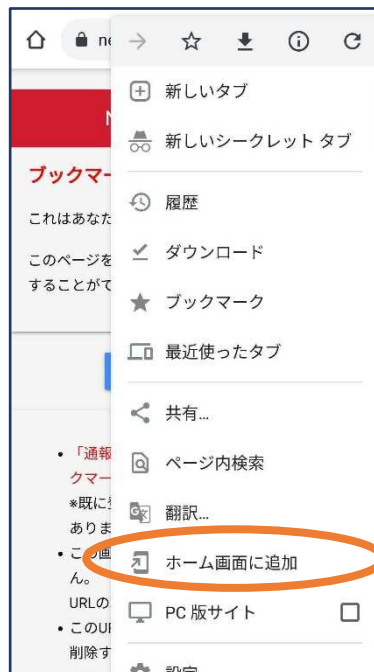 新しいタブ
新しいシークレット タブ
ブックマー
履歴
これはあなた
ダウンロード
このページを
することがで
ブックマーク
最近使ったタブ
共有...
「通報
クマー
ページ内検索
*既に
翻訳...
ありま
ホーム画面に追加
ん。
URLの
PC 版サイト
このU
削除す
設定